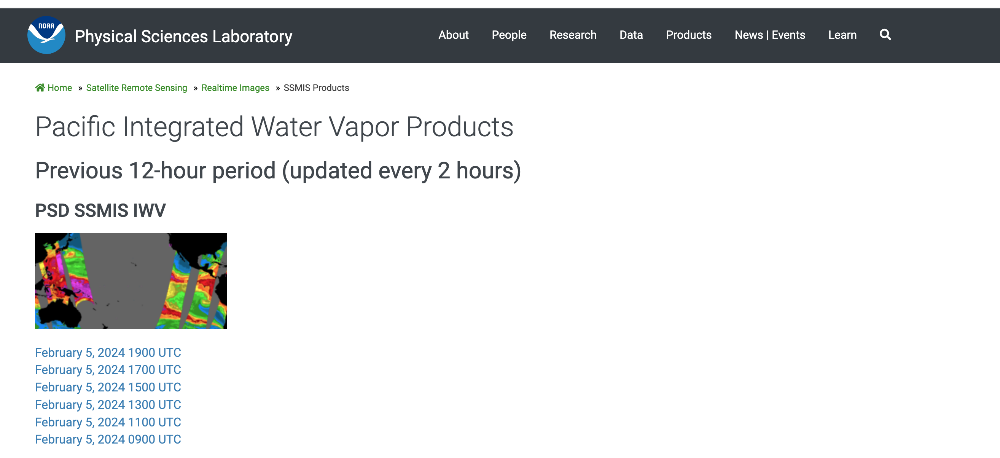 NOAA
Physical Sciences Laboratory
About People Research Data Products News | Events Learn
Home » Satellite Remote Sensing » Realtime Images » SSMIS Products
Pacific Integrated Water Vapor Products
Previous 12-hour period (updated every 2 hours)
PSD SSMIS IWV
February 5, 2024 1900 UTC
February 5, 2024 1700 UTC
February 5, 2024 1500 UTC
February 5, 2024 1300 UTC
February 5, 2024 1100 UTC
February 5, 2024 0900 UTC